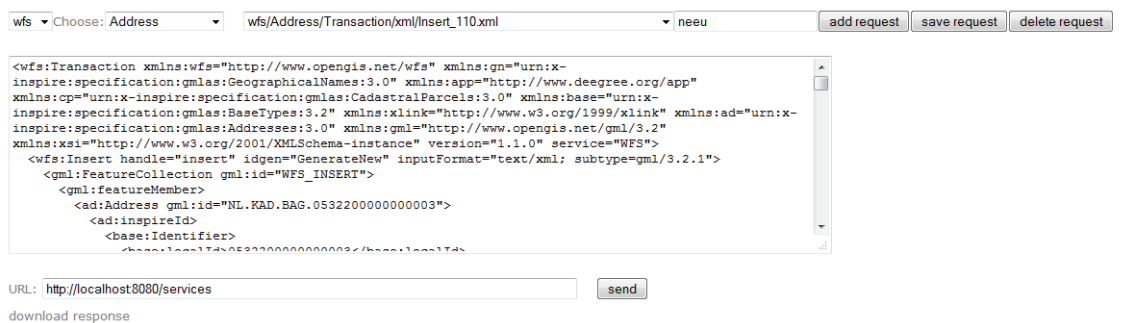 wfs Choose: Address wfs/Address/Transaction/xml/Insert_110.xml neeu add request save request delete request
<wfs:Transaction xmlns:wfs="http://www.opengis.net/wfs" xmlns:gn="urn:x-
inspire:specification:gmlas:GeographicalNames:3.0" xmlns:app="http://www.deegree.org/app"
xmlns:cp="urn:x-inspire:specification:gmlas:CadastralParcels:3.0" xmlns:base="urn:x-
inspire:specification:gmlas:BaseTypes:3.2" xmlns:xlink="http://www.w3.org/1999/xlink" xmlns:ad="urn:x-
inspire:specification:gmlas:Addresses:3.0" xmlns:gml="http://www.opengis.net/gml/3.2"
xmlns:xsi="http://www.w3.org/2001/XMLSchema-instance" version="1.1.0" service="WFS">
<wfs:Insert handle="insert" idgen="GenerateNew" inputFormat="text/xml; subtype=gml/3.2.1">
<gml:FeatureCollection gml:id="WFS_INSERT">
<gml:featureMember>
<ad:Address gml:id="NL.KAD.BAG.0532200000000003">
<ad:inspireId>
<base:Identifier>
<base:localId>0532200000000003</base:localId>
URL: http://localhost:8080/services send
download response